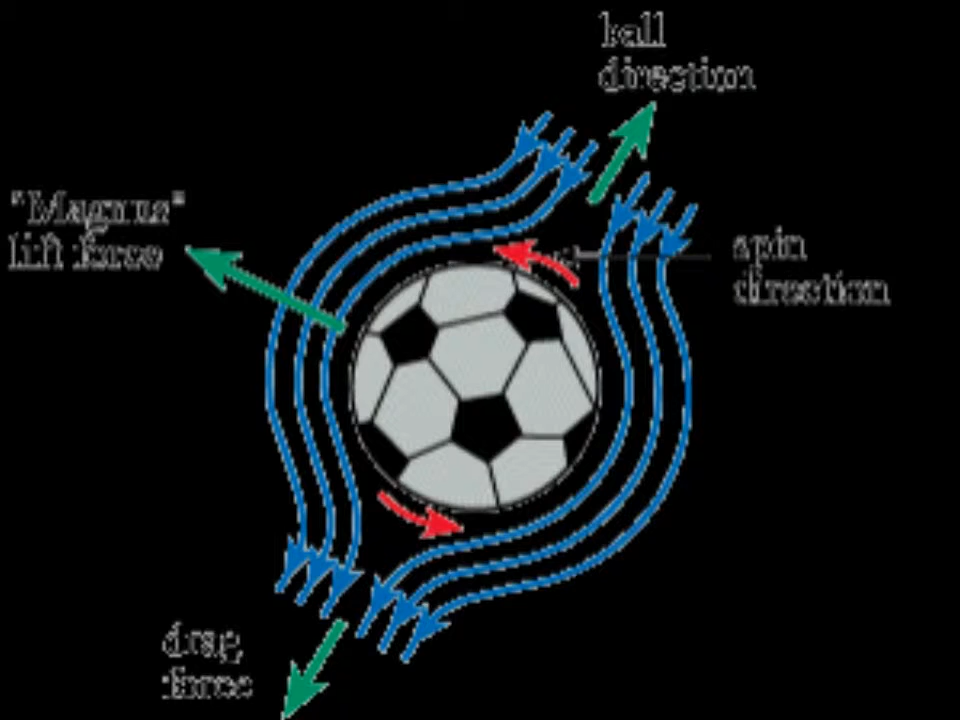 ball
direction
"Magnus"
lift force
spin
direction
drag
force